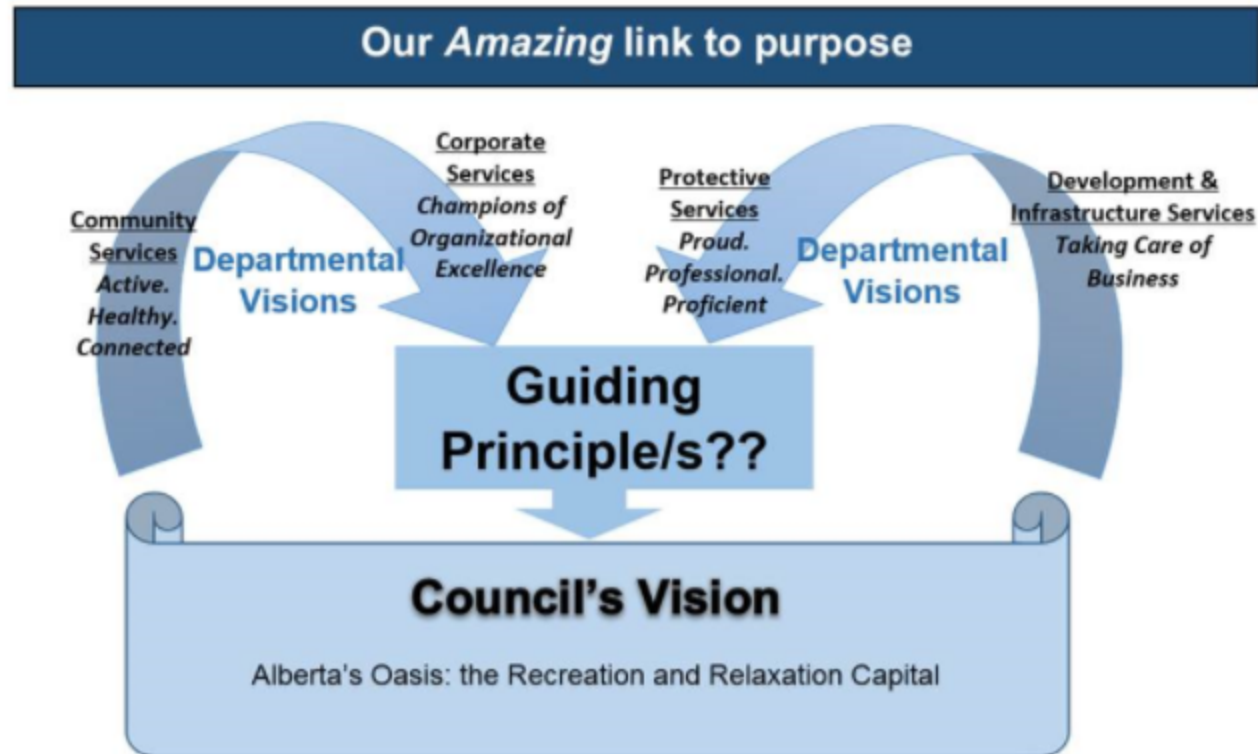 Our Amazing link to purpose
Community
Services
Active.
Healthy.
Connected
Departmental
Visions
Corporate
Services
Champions of
Organizational
Excellence
Protective
Services
Proud.
Professional.
Proficient
Departmental
Visions
Development &
Infrastructure Services
Taking Care of
Business
Guiding
Principle/s??
Council's Vision
Alberta's Oasis: the Recreation and Relaxation Capital